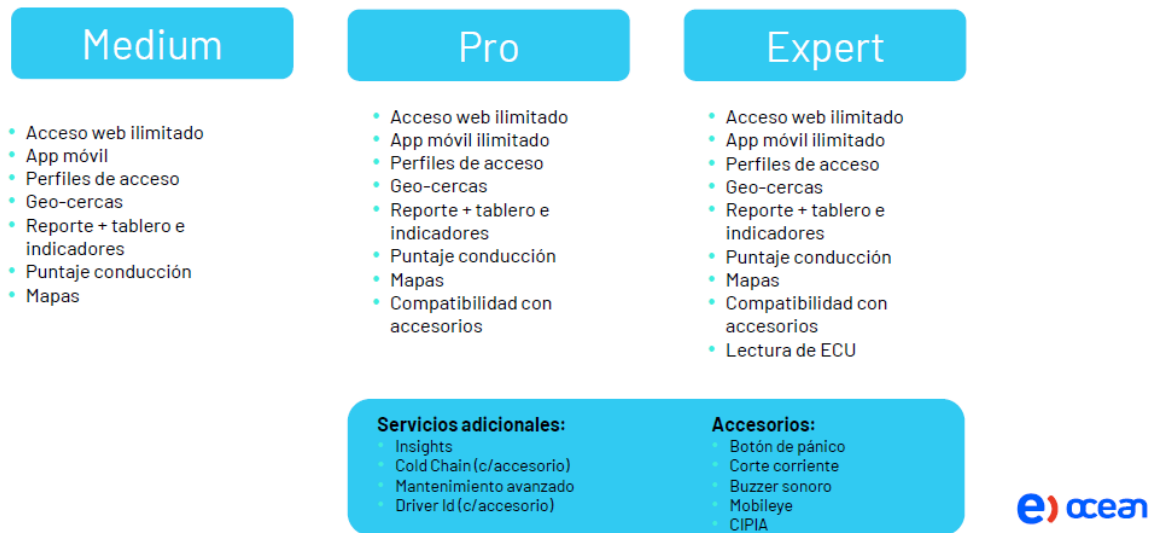 Medium
Acceso web ilimitado
App móvil
Perfiles de acceso
Geo-cercas
Reporte + tablero e
indicadores
Puntaje conducción
Mapas
Pro
Acceso web ilimitado
App móvil ilimitado
Perfiles de acceso
Geo-cercas
Reporte + tablero e
indicadores
Puntaje conducción
Mapas
Compatibilidad con
accesorios
Expert
Acceso web ilimitado
App móvil ilimitado
Perfiles de acceso
Geo-cercas
Reporte + tablero e
indicadores
Puntaje conducción
Mapas
Compatibilidad con
accesorios
Lectura de ECU
Servicios adicionales:
Insights
Cold Chain (c/accesorio)
Mantenimiento avanzado
Driver Id (c/accesorio)
Accesorios:
Botón de pánico
Corte corriente
Buzzer sonoro
Mobileye
CIPIA
e) ocean